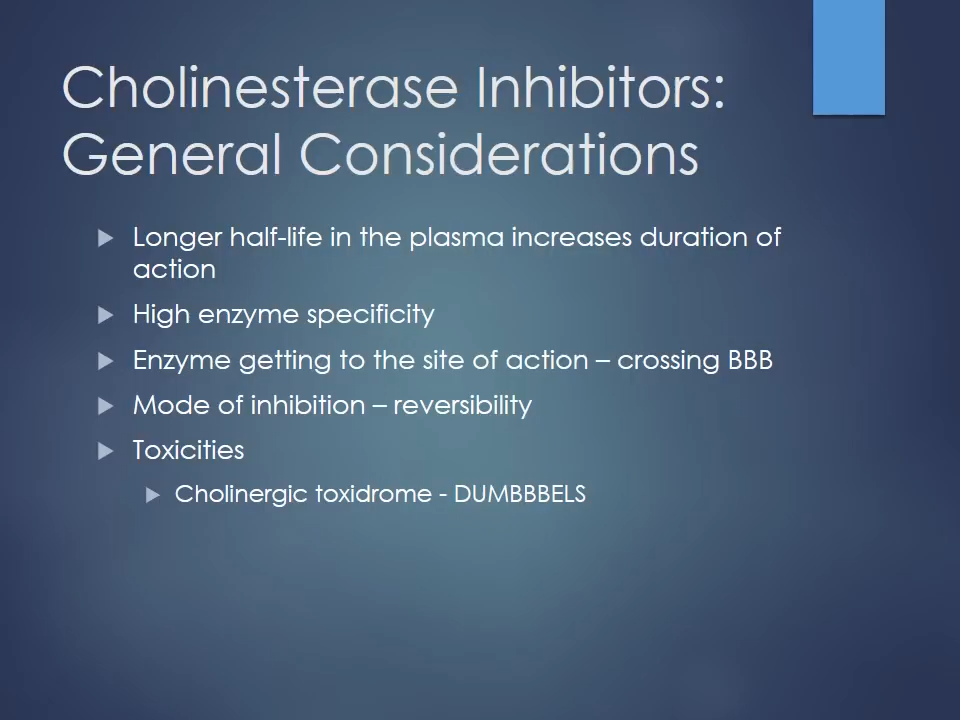 Cholinesterase Inhibitors:
General Considerations
Longer half-life in the plasma increases duration of
action
High enzyme specificity
Enzyme getting to the site of action – crossing BBB
Mode of inhibition – reversibility
Toxicities
Cholinergic toxidrome - DUMBBBELS